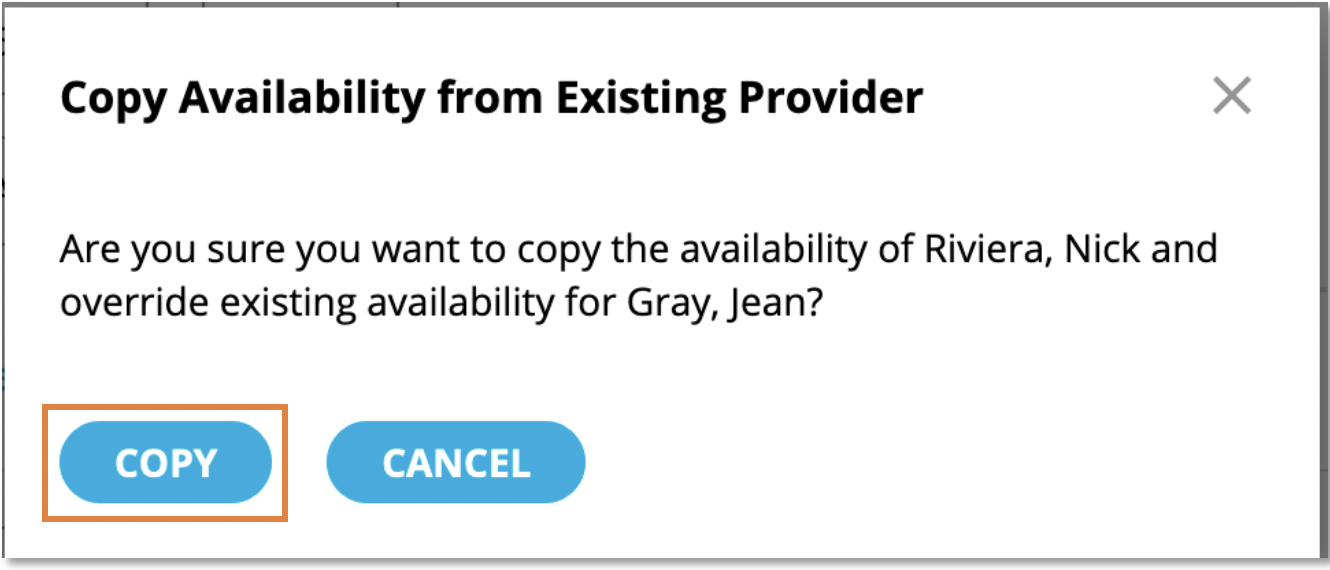 Copy Availability from Existing Provider
Are you sure you want to copy the availability of Riviera, Nick and
override existing availability for Gray, Jean?
COPY CANCEL